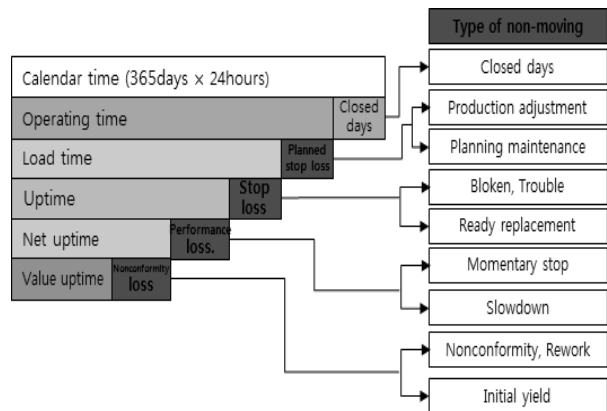 Type of non-moving
Calendar time (365days × 24hours)
Operating time
Closed
days
Load time
Planned
stop loss
Uptime
Stop
loss
Net uptime
Performance
loss.
Value uptime
Nonconformity
loss
Closed days
Production adjustment
Planning maintenance
Bloken, Trouble
Ready replacement
Momentary stop
Slowdown
Nonconformity, Rework
Initial yield